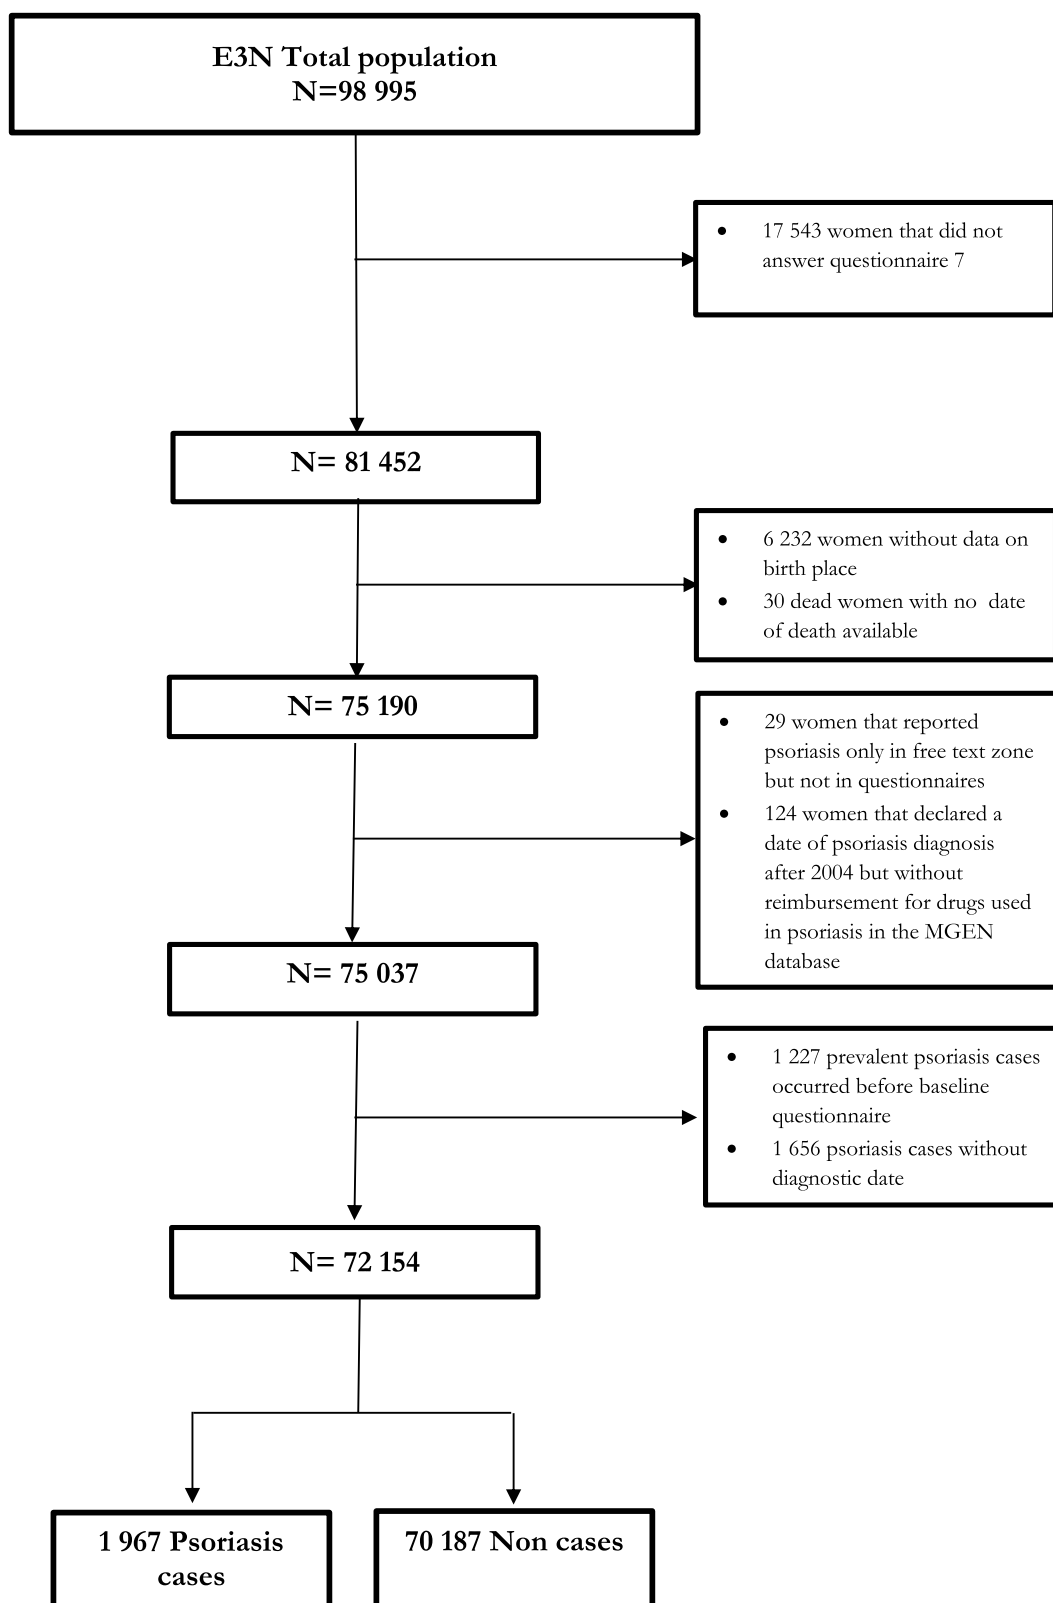 E3N Total population
N=98 995
• 17 543 women that did not
answer questionnaire 7
N= 81 452
• 6 232 women without data on
birth place
• 30 dead women with no date
of death available
N= 75 190
• 29 women that reported
psoriasis only in free text zone
but not in questionnaires
• 124 women that declared a
date of psoriasis diagnosis
after 2004 but without
reimbursement for drugs used
in psoriasis in the MGEN
database
N= 75 037
• 1 227 prevalent psoriasis cases
occurred before baseline
questionnaire
• 1 656 psoriasis cases without
diagnostic date
N= 72 154
1 967 Psoriasis
cases
70 187 Non cases